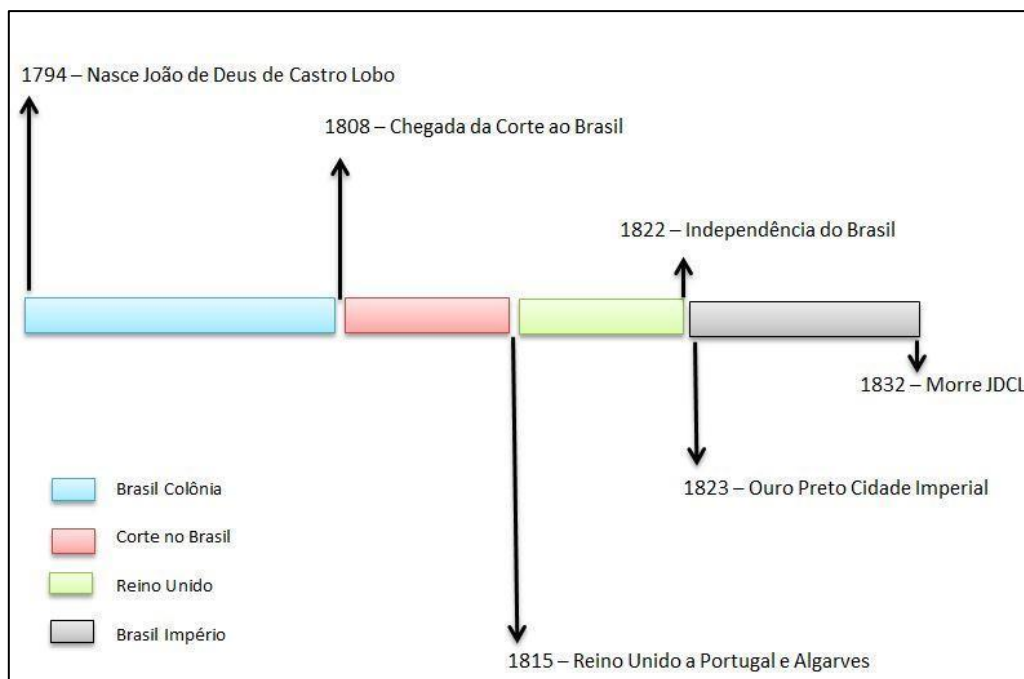 1794 – Nasce João de Deus de Castro Lobo
1808 – Chegada da Corte ao Brasil
1822 – Independência do Brasil
1832 – Morre JDCL
1823 – Ouro Preto Cidade Imperial
Brasil Colônia
Corte no Brasil
Reino Unido
Brasil Império
1815 – Reino Unido a Portugal e Algarves